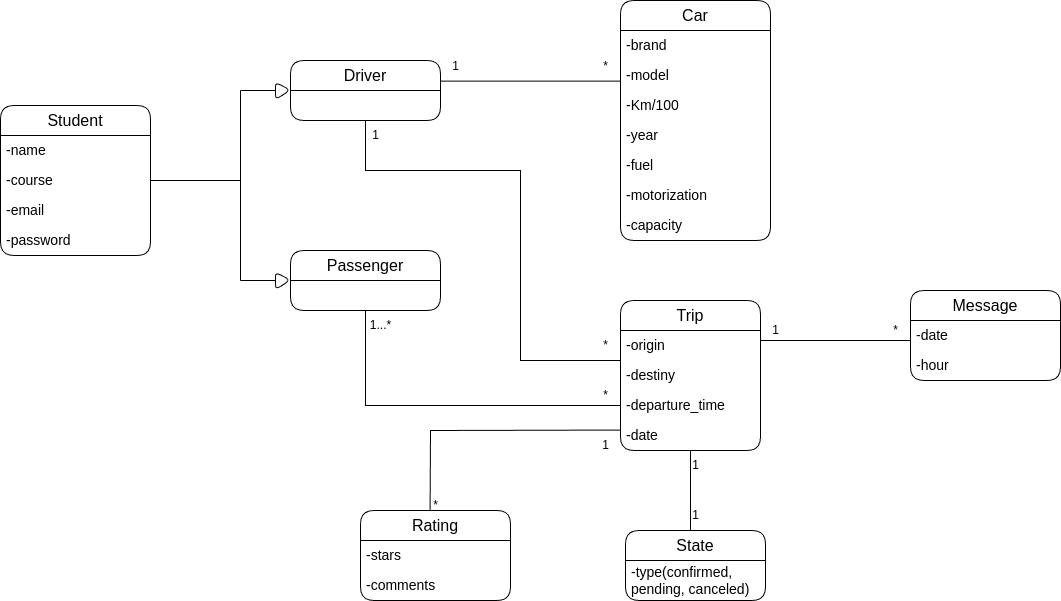 Car
-brand
-model
-Km/100
-year
-fuel
-motorization
-capacity
Driver
1
*
1
Student
-name
-course
-email
-password
Passenger
1...*
Trip
-origin
-destiny
-departure_time
-date
*
*
1
1
*
Message
-date
-hour
*
Rating
-stars
-comments
1
1
State
-type(confirmed,
pending, canceled)